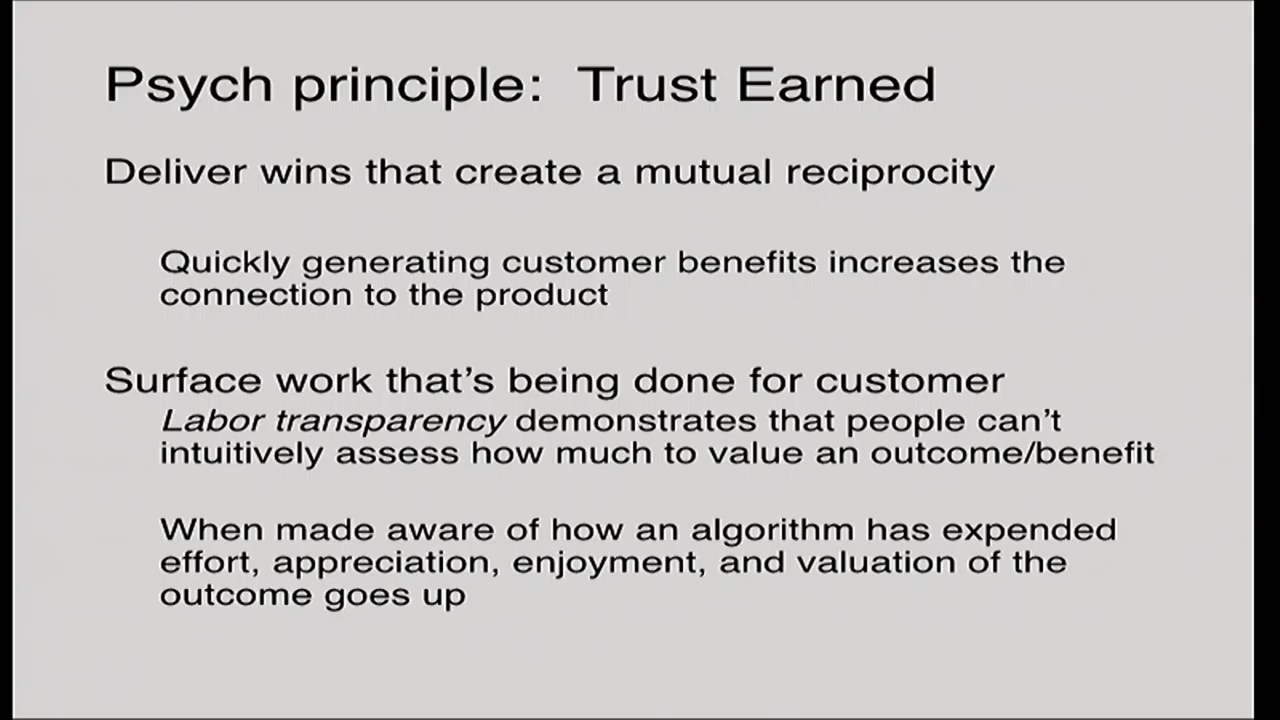 Psych principle:  Trust Earned
Deliver wins that create a mutual reciprocity
Quickly generating customer benefits increases the
connection to the product
Surface work that’s being done for customer
Labor transparency demonstrates that people can’t
intuitively assess how much to value an outcome/benefit
When made aware of how an algorithm has expended
effort, appreciation, enjoyment, and valuation of the
outcome goes up